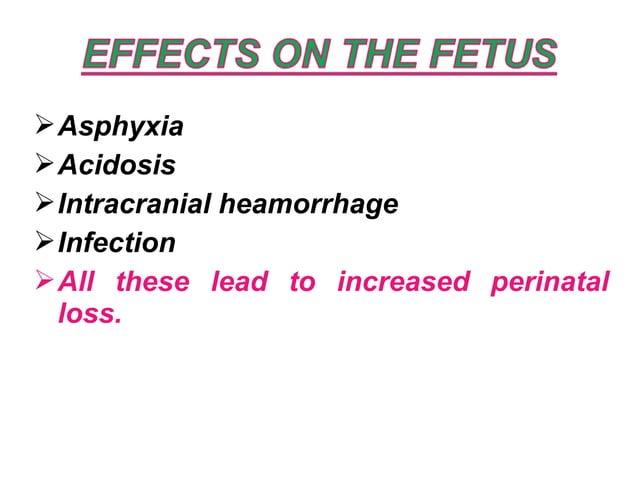 EFFECTS ON THE FETUS
➢Asphyxia
➢Acidosis
➢Intracranial heamorrhage
➢Infection
➢All these lead to increased perinatal
loss.